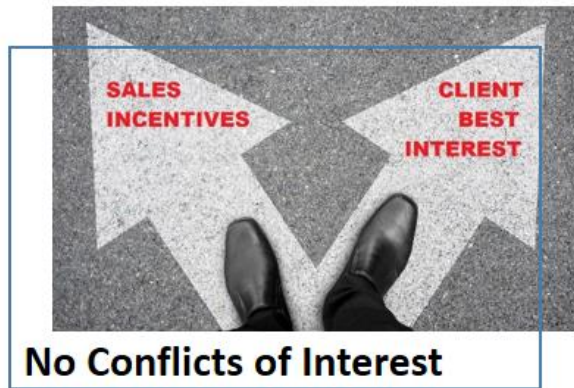 SALES
INCENTIVES
CLIENT
BEST
INTEREST
No Conflicts of Interest